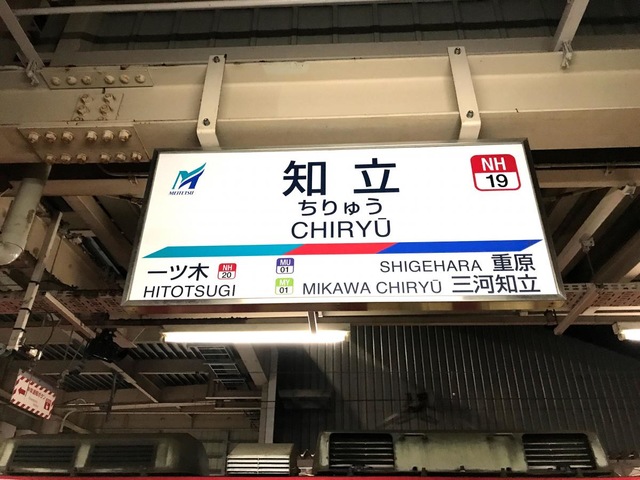 MEITETSU
知立
ちりゅう
CHIRYŪ
NH
19
一ツ木
NH
20
HITOTSUGI
MU
01
SHIGEHARA 重原
MY
01
MIKAWA CHIRYŪ 三河知立